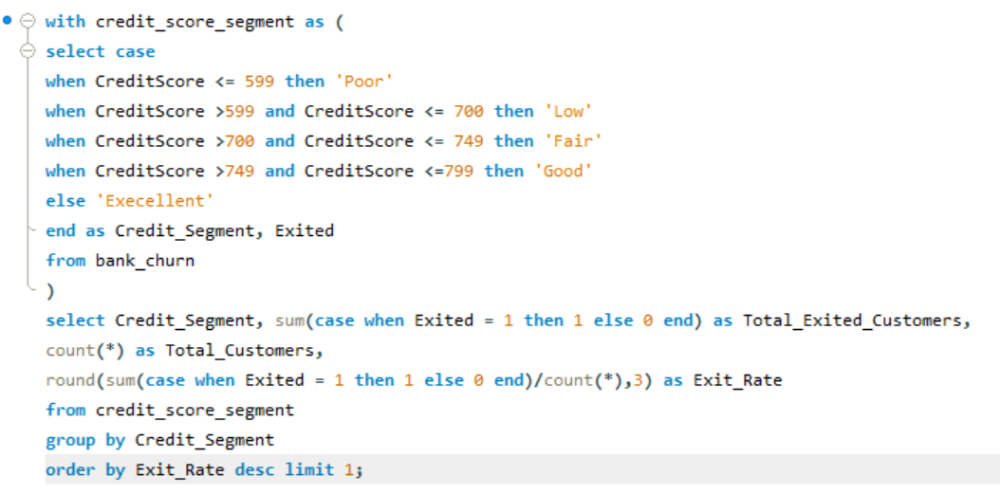 with credit_score_segment as (
select case
when CreditScore <= 599 then 'Poor'
when CreditScore >599 and CreditScore <= 700 then 'Low'
when CreditScore >700 and CreditScore <= 749 then 'Fair'
when CreditScore >749 and CreditScore <=799 then 'Good'
else 'Execellent'
end as Credit_Segment, Exited
from bank_churn
)
select Credit_Segment, sum(case when Exited = 1 then 1 else 0 end) as Total_Exited_Customers,
count(*) as Total_Customers,
round(sum(case when Exited = 1 then 1 else 0 end)/count(*),3) as Exit_Rate
from credit_score_segment
group by Credit_Segment
order by Exit_Rate desc limit 1;